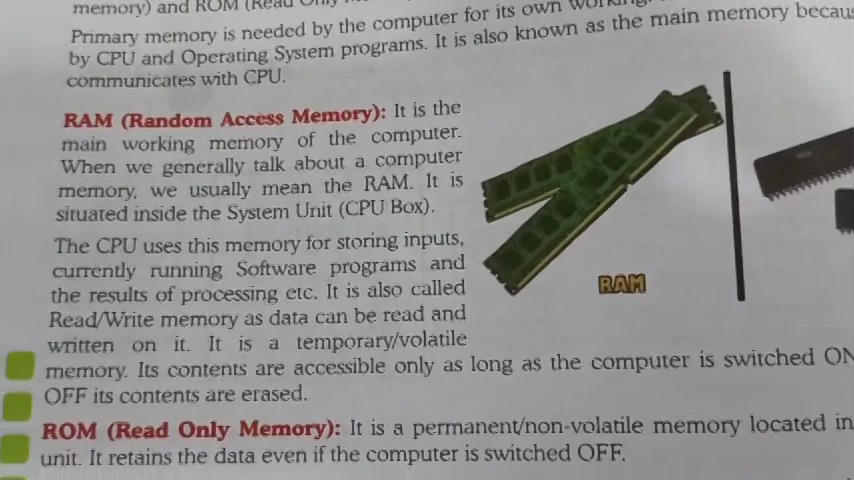 memory) and ROM (Read Only
Primary memory is needed by the computer for its own working.
by CPU and Operating System programs. It is also known as the main memory becau
communicates with CPU.
RAM (Random Access Memory): It is the
main working memory of the computer.
When we generally talk about a computer
memory, we usually mean the RAM. It is
situated inside the System Unit (CPU Box).
The CPU uses this memory for storing inputs,
currently running Software programs and
the results of processing etc. It is also called
Read/Write memory as data can be read and
written on it. It is a temporary/volatile
memory. Its contents are accessible only as long as the computer is switched ON
OFF its contents are erased.
RAM
ROM (Read Only Memory): It is a permanent/non-volatile memory located in
unit. It retains the data even if the computer is switched OFF.